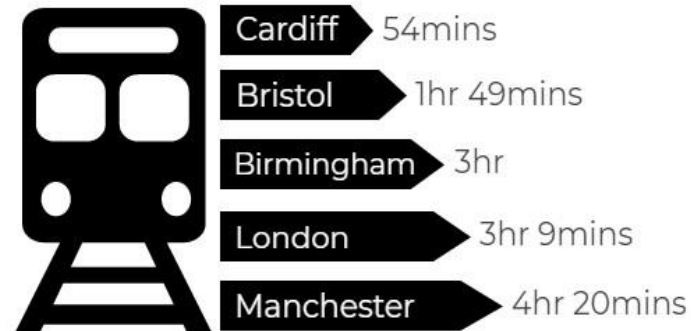 Cardiff 54mins
Bristol 1hr 49mins
Birmingham 3hr
London 3hr 9mins
Manchester 4hr 20mins